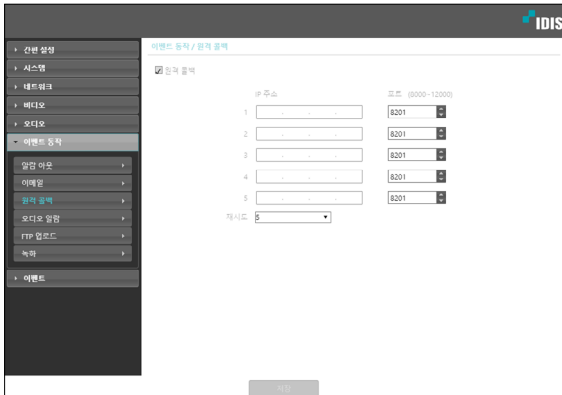 IDIS
간편 설정
이벤트 동작 / 원격 콜백
시스템
원격 콜백
네트워크
비디오
IP 주소
포트 (8000~12000)
오디오
1 . . . 8201
이벤트 동작
2 . . . 8201
알람 아웃
3 . . . 8201
이메일
4 . . . 8201
원격 콜백
5 . . . 8201
오디오 알람
재시도 5
FTP 업로드
녹화
이벤트
저장